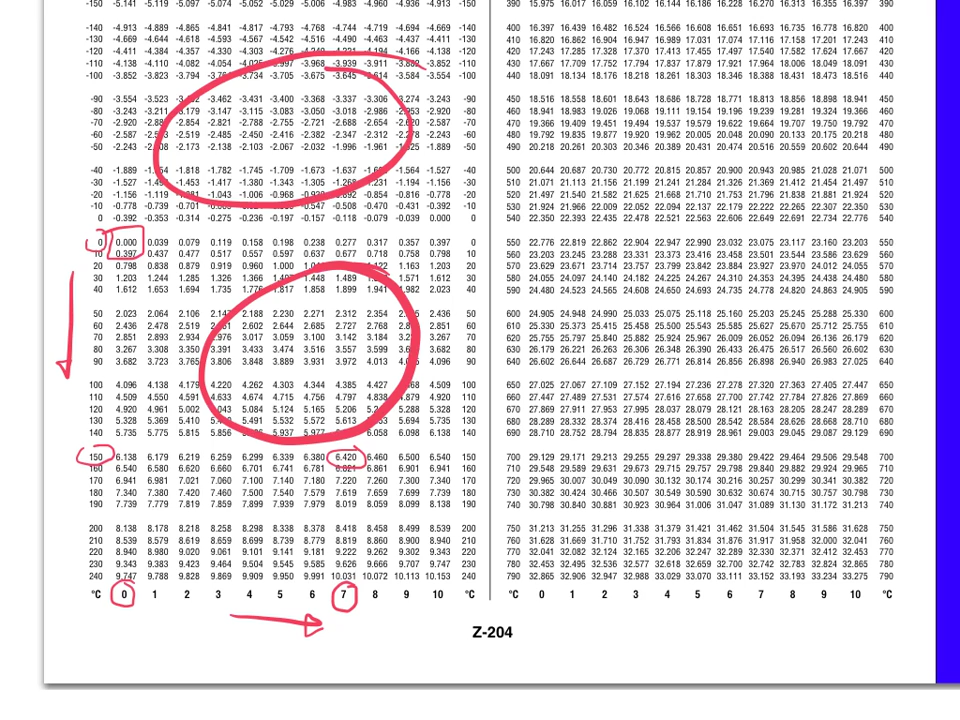 -150 -5.141 -5.119 -5.097 -5.074 -5.052 -5.029 -5.006 -4.983 -4.960 -4.936 -4.913 -150
-140 -4.913 -4.889 -4.865 -4.841 -4.817 -4.793 -4.768 -4.744 -4.719 -4.694 -4.669 -140
-130 -4.669 -4.644 -4.618 -4.593 -4.567 -4.542 -4.516 -4.490 -4.463 -4.437 -4.411 -130
-120 -4.411 -4.384 -4.357 -4.330 -4.303 -4.276 -4.194 -4.166 -4.138 -120
-110 -4.138 -4.110 -4.082 -4.054 -3.968 -3.939 -3.911 -3.852 -110
-100 -3.852 -3.823 -3.794 -3.734 -3.705 -3.675 -3.645 -3.614 -3.584 -3.554 -100
-90 -3.554 -3.523 -3.462 -3.431 -3.400 -3.368 -3.337 -3.306 -3.274 -3.243 -90
-80 -3.243 -3.211 -3.179 -3.147 -3.115 -3.083 -3.050 -3.018 -2.986 -2.953 -2.920 -80
-70 -2.920 -2.854 -2.821 -2.788 -2.755 -2.721 -2.688 -2.654 -2.620 -2.587 -70
-60 -2.587 -2.519 -2.485 -2.450 -2.416 -2.382 -2.347 -2.312 -2.278 -2.243 -60
-50 -2.243 -2.173 -2.138 -2.103 -2.067 -2.032 -1.996 -1.961 -1.925 -1.889 -50
-40 -1.889 -1.818 -1.782 -1.745 -1.709 -1.673 -1.637 -1.564 -1.527 -40
-30 -1.527 -1.453 -1.417 -1.380 -1.343 -1.305 -1.268 -1.231 -1.194 -1.156 -30
-20 -1.156 -1.119 -1.043 -1.006 -0.968 -0.854 -0.816 -0.778 -20
-10 -0.778 -0.739 -0.701 -0.547 -0.508 -0.470 -0.431 -0.392 -10
0 -0.392 -0.353 -0.314 -0.275 -0.236 -0.197 -0.157 -0.118 -0.079 -0.039 0.000 0
0 0.000 0.039 0.079 0.119 0.158 0.198 0.238 0.277 0.317 0.357 0.397 0
10 0.397 0.437 0.477 0.517 0.557 0.597 0.637 0.677 0.718 0.758 0.798 10
20 0.798 0.838 0.879 0.919 0.960 1.000 1.122 1.163 1.203 20
30 1.203 1.244 1.285 1.326 1.366 1.448 1.489 1.571 1.612 30
40 1.612 1.653 1.694 1.735 1.776 1.817 1.858 1.899 1.941 1.982 2.023 40
50 2.023 2.064 2.106 2.147 2.188 2.230 2.271 2.312 2.354 2.436 50
60 2.436 2.478 2.519 2.602 2.644 2.685 2.727 2.768 2.851 60
70 2.851 2.893 2.934 2.976 3.017 3.059 3.100 3.142 3.184 3.267 70
80 3.267 3.308 3.350 3.391 3.433 3.474 3.516 3.557 3.599 3.682 80
90 3.682 3.723 3.765 3.806 3.848 3.889 3.931 3.972 4.013 4.096 90
100 4.096 4.138 4.179 4.220 4.262 4.303 4.344 4.385 4.427 4.509 100
110 4.509 4.550 4.591 4.633 4.674 4.715 4.756 4.797 4.838 4.879 4.920 110
120 4.920 4.961 5.002 5.043 5.084 5.124 5.165 5.206 5.288 5.328 120
130 5.328 5.369 5.410 5.491 5.532 5.572 5.613 5.694 5.735 130
140 5.735 5.775 5.815 5.856 5.937 5.977 6.058 6.098 6.138 140
150 6.138 6.179 6.219 6.259 6.299 6.339 6.380 6.420 6.460 6.500 6.540 150
160 6.540 6.580 6.620 6.660 6.701 6.741 6.781 6.821 6.861 6.901 6.941 160
170 6.941 6.981 7.021 7.060 7.100 7.140 7.180 7.220 7.260 7.300 7.340 170
180 7.340 7.380 7.420 7.460 7.500 7.540 7.579 7.619 7.659 7.699 7.739 180
190 7.739 7.779 7.819 7.859 7.899 7.939 7.979 8.019 8.059 8.099 8.138 190
200 8.138 8.178 8.218 8.258 8.298 8.338 8.378 8.418 8.458 8.499 8.539 200
210 8.539 8.579 8.619 8.659 8.699 8.739 8.779 8.819 8.860 8.900 8.940 210
220 8.940 8.980 9.020 9.061 9.101 9.141 9.181 9.222 9.262 9.302 9.343 220
230 9.343 9.383 9.423 9.464 9.504 9.545 9.585 9.626 9.666 9.707 9.747 230
240 9.747 9.788 9.828 9.869 9.909 9.950 9.991 10.031 10.072 10.113 10.153 240
°C 0 1 2 3 4 5 6 7 8 9 10 °C
390 15.975 16.017 16.059 16.102 16.144 16.186 16.228 16.270 16.313 16.355 16.397 390
400 16.397 16.439 16.482 16.524 16.566 16.608 16.651 16.693 16.735 16.778 16.820 400
410 16.820 16.862 16.904 16.947 16.989 17.031 17.074 17.116 17.158 17.201 17.243 410
420 17.243 17.285 17.328 17.370 17.413 17.455 17.497 17.540 17.582 17.624 17.667 420
430 17.667 17.709 17.752 17.794 17.837 17.879 17.921 17.964 18.006 18.049 18.091 430
440 18.091 18.134 18.176 18.218 18.261 18.303 18.346 18.388 18.431 18.473 18.516 440
450 18.516 18.558 18.601 18.643 18.686 18.728 18.771 18.813 18.856 18.898 18.941 450
460 18.941 18.983 19.026 19.068 19.111 19.154 19.196 19.239 19.281 19.324 19.366 460
470 19.366 19.409 19.451 19.494 19.537 19.579 19.622 19.664 19.707 19.750 19.792 470
480 19.792 19.835 19.877 19.920 19.962 20.005 20.048 20.090 20.133 20.175 20.218 480
490 20.218 20.261 20.303 20.346 20.389 20.431 20.474 20.516 20.559 20.602 20.644 490
500 20.644 20.687 20.730 20.772 20.815 20.857 20.900 20.943 20.985 21.028 21.071 500
510 21.071 21.113 21.156 21.199 21.241 21.284 21.326 21.369 21.412 21.454 21.497 510
520 21.497 21.540 21.582 21.625 21.668 21.710 21.753 21.796 21.838 21.881 21.924 520
530 21.924 21.966 22.009 22.052 22.094 22.137 22.179 22.222 22.265 22.307 22.350 530
540 22.350 22.393 22.435 22.478 22.521 22.563 22.606 22.649 22.691 22.734 22.776 540
550 22.776 22.819 22.862 22.904 22.947 22.990 23.032 23.075 23.117 23.160 23.203 550
560 23.203 23.245 23.288 23.331 23.373 23.416 23.458 23.501 23.544 23.586 23.629 560
570 23.629 23.671 23.714 23.757 23.799 23.842 23.884 23.927 23.970 24.012 24.055 570
580 24.055 24.097 24.140 24.182 24.225 24.267 24.310 24.353 24.395 24.438 24.480 580
590 24.480 24.523 24.565 24.608 24.650 24.693 24.735 24.778 24.820 24.863 24.905 590
600 24.905 24.948 24.990 25.033 25.075 25.118 25.160 25.203 25.245 25.288 25.330 600
610 25.330 25.373 25.415 25.458 25.500 25.543 25.585 25.627 25.670 25.712 25.755 610
620 25.755 25.797 25.840 25.882 25.924 25.967 26.009 26.052 26.094 26.136 26.179 620
630 26.179 26.221 26.263 26.306 26.348 26.390 26.433 26.475 26.517 26.560 26.602 630
640 26.602 26.644 26.687 26.729 26.771 26.814 26.856 26.898 26.940 26.983 27.025 640
650 27.025 27.067 27.109 27.152 27.194 27.236 27.278 27.320 27.363 27.405 27.447 650
660 27.447 27.489 27.531 27.574 27.616 27.658 27.700 27.742 27.784 27.826 27.869 660
670 27.869 27.911 27.953 27.995 28.037 28.079 28.121 28.163 28.205 28.247 28.289 670
680 28.289 28.332 28.374 28.416 28.458 28.500 28.542 28.584 28.626 28.668 28.710 680
690 28.710 28.752 28.794 28.835 28.877 28.919 28.961 29.003 29.045 29.087 29.129 690
700 29.129 29.171 29.213 29.255 29.297 29.338 29.380 29.422 29.464 29.506 29.548 700
710 29.548 29.589 29.631 29.673 29.715 29.757 29.798 29.840 29.882 29.924 29.965 710
720 29.965 30.007 30.049 30.090 30.132 30.174 30.216 30.257 30.299 30.341 30.382 720
730 30.382 30.424 30.466 30.507 30.549 30.590 30.632 30.674 30.715 30.757 30.798 730
740 30.798 30.840 30.881 30.923 30.964 31.006 31.047 31.089 31.130 31.172 31.213 740
750 31.213 31.255 31.296 31.338 31.379 31.421 31.462 31.504 31.545 31.586 31.628 750
760 31.628 31.669 31.710 31.752 31.793 31.834 31.876 31.917 31.958 32.000 32.041 760
770 32.041 32.082 32.124 32.165 32.206 32.247 32.289 32.330 32.371 32.412 32.453 770
780 32.453 32.495 32.536 32.577 32.618 32.659 32.700 32.742 32.783 32.824 32.865 780
790 32.865 32.906 32.947 32.988 33.029 33.070 33.111 33.152 33.193 33.234 33.275 790
°C 0 1 2 3 4 5 6 7 8 9 10 °C
Z-204